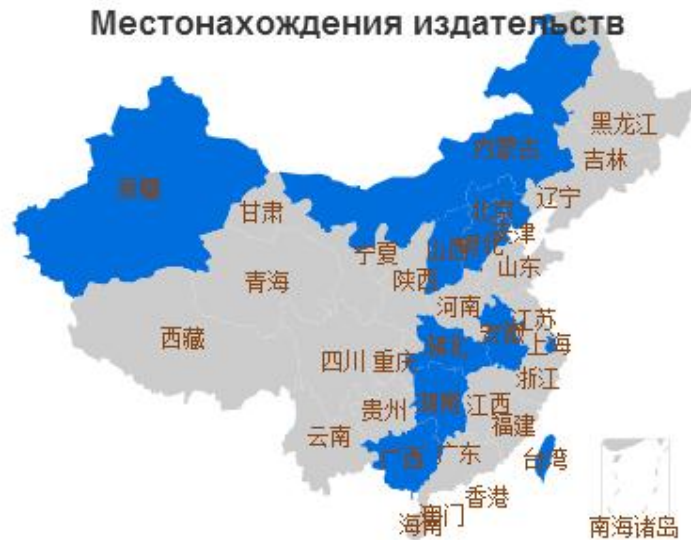 Местонахождения издательств
黑龙江
内蒙古
吉林
新疆
辽宁
甘肃
北京
天津
宁夏
山西
河北
陕西
山东
青海
河南
江苏
西藏
安徽
上海
湖北
四川
重庆
浙江
贵州
湖南
江西
福建
云南
广西
广东
台湾
香港
澳门
海南
南海诸岛